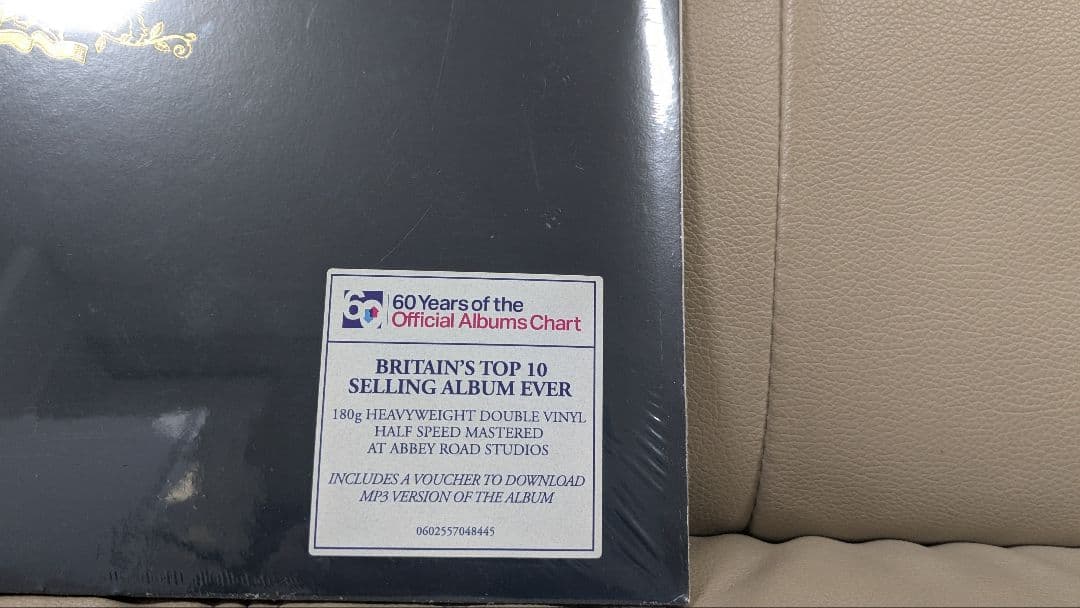 60
60 Years of the
Official Albums Chart
BRITAIN'S TOP 10
SELLING ALBUM EVER
180g HEAVYWEIGHT DOUBLE VINYL
HALF SPEED MASTERED
AT ABBEY ROAD STUDIOS
INCLUDES A VOUCHER TO DOWNLOAD
MP3 VERSION OF THE ALBUM
0602557048445